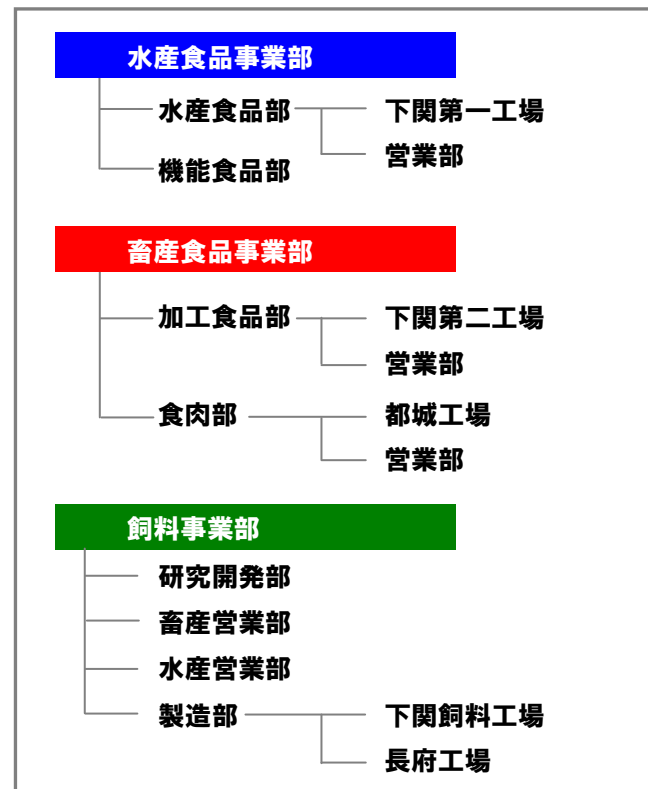 水産食品事業部
水産食品部 下関第一工場
営業部
機能食品部
畜産食品事業部
加工食品部 下関第二工場
営業部
食肉部 都城工場
営業部
飼料事業部
研究開発部
畜産営業部
水産営業部
製造部 下関飼料工場
長府工場